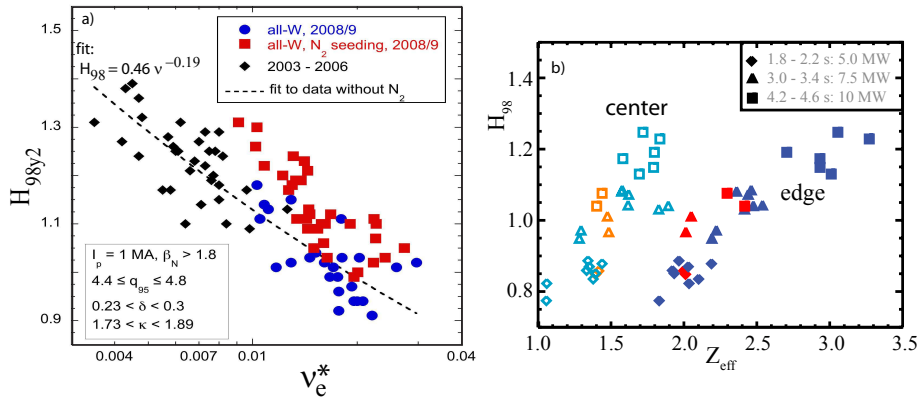 a)
all-W, 2008/9
all-W, N₂ seeding, 2008/9
2003 - 2006
fit to data without N₂
fit:
H₉₈ = 0.46 ν⁻⁰·¹⁹
1.5
1.3
1.1
0.9
H₉₈y₂
Iₚ = 1 MA, β_N > 1.8
4.4 ≤ q₉₅ ≤ 4.8
0.23 < δ < 0.3
1.73 < κ < 1.89
0.004 0.007 0.01 0.02 0.04
νₑ*
b)
1.8 - 2.2 s: 5.0 MW
3.0 - 3.4 s: 7.5 MW
4.2 - 4.6 s: 10 MW
center
edge
1.4
1.2
1.0
0.8
H₉₈
1.0 1.5 2.0 2.5 3.0 3.5
Z_eff